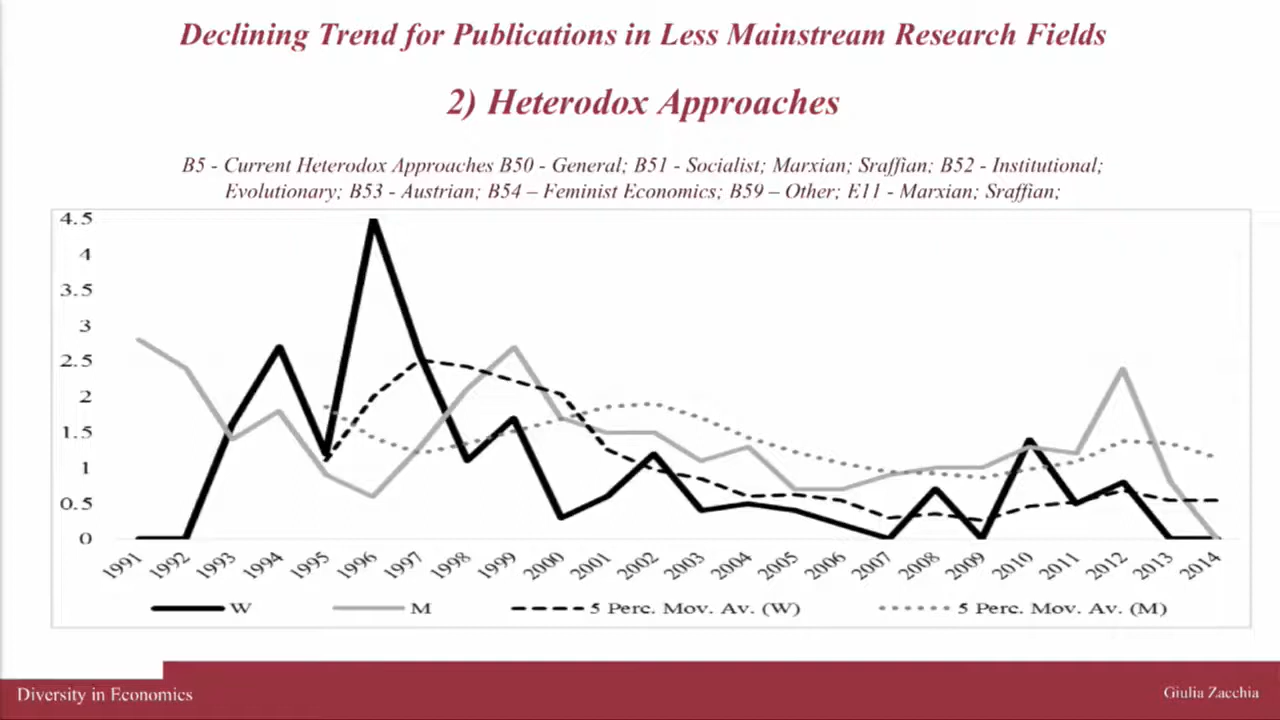 Declining Trend for Publications in Less Mainstream Research Fields
2) Heterodox Approaches
B5 - Current Heterodox Approaches B50 - General; B51 - Socialist; Marxian; Sraffian; B52 - Institutional;
Evolutionary; B53 - Austrian; B54 – Feminist Economics; B59 – Other; E11 - Marxian; Sraffian;
4.5
4
3.5
3
2.5
2
1.5
1
0.5
0
1991 1992 1993 1994 1995 1996 1997 1998 1999 2000 2001 2002 2003 2004 2005 2006 2007 2008 2009 2010 2011 2012 2013 2014
W M 5 Perc. Mov. Av. (W) 5 Perc. Mov. Av. (M)
Diversity in Economics Giulia Zacchia